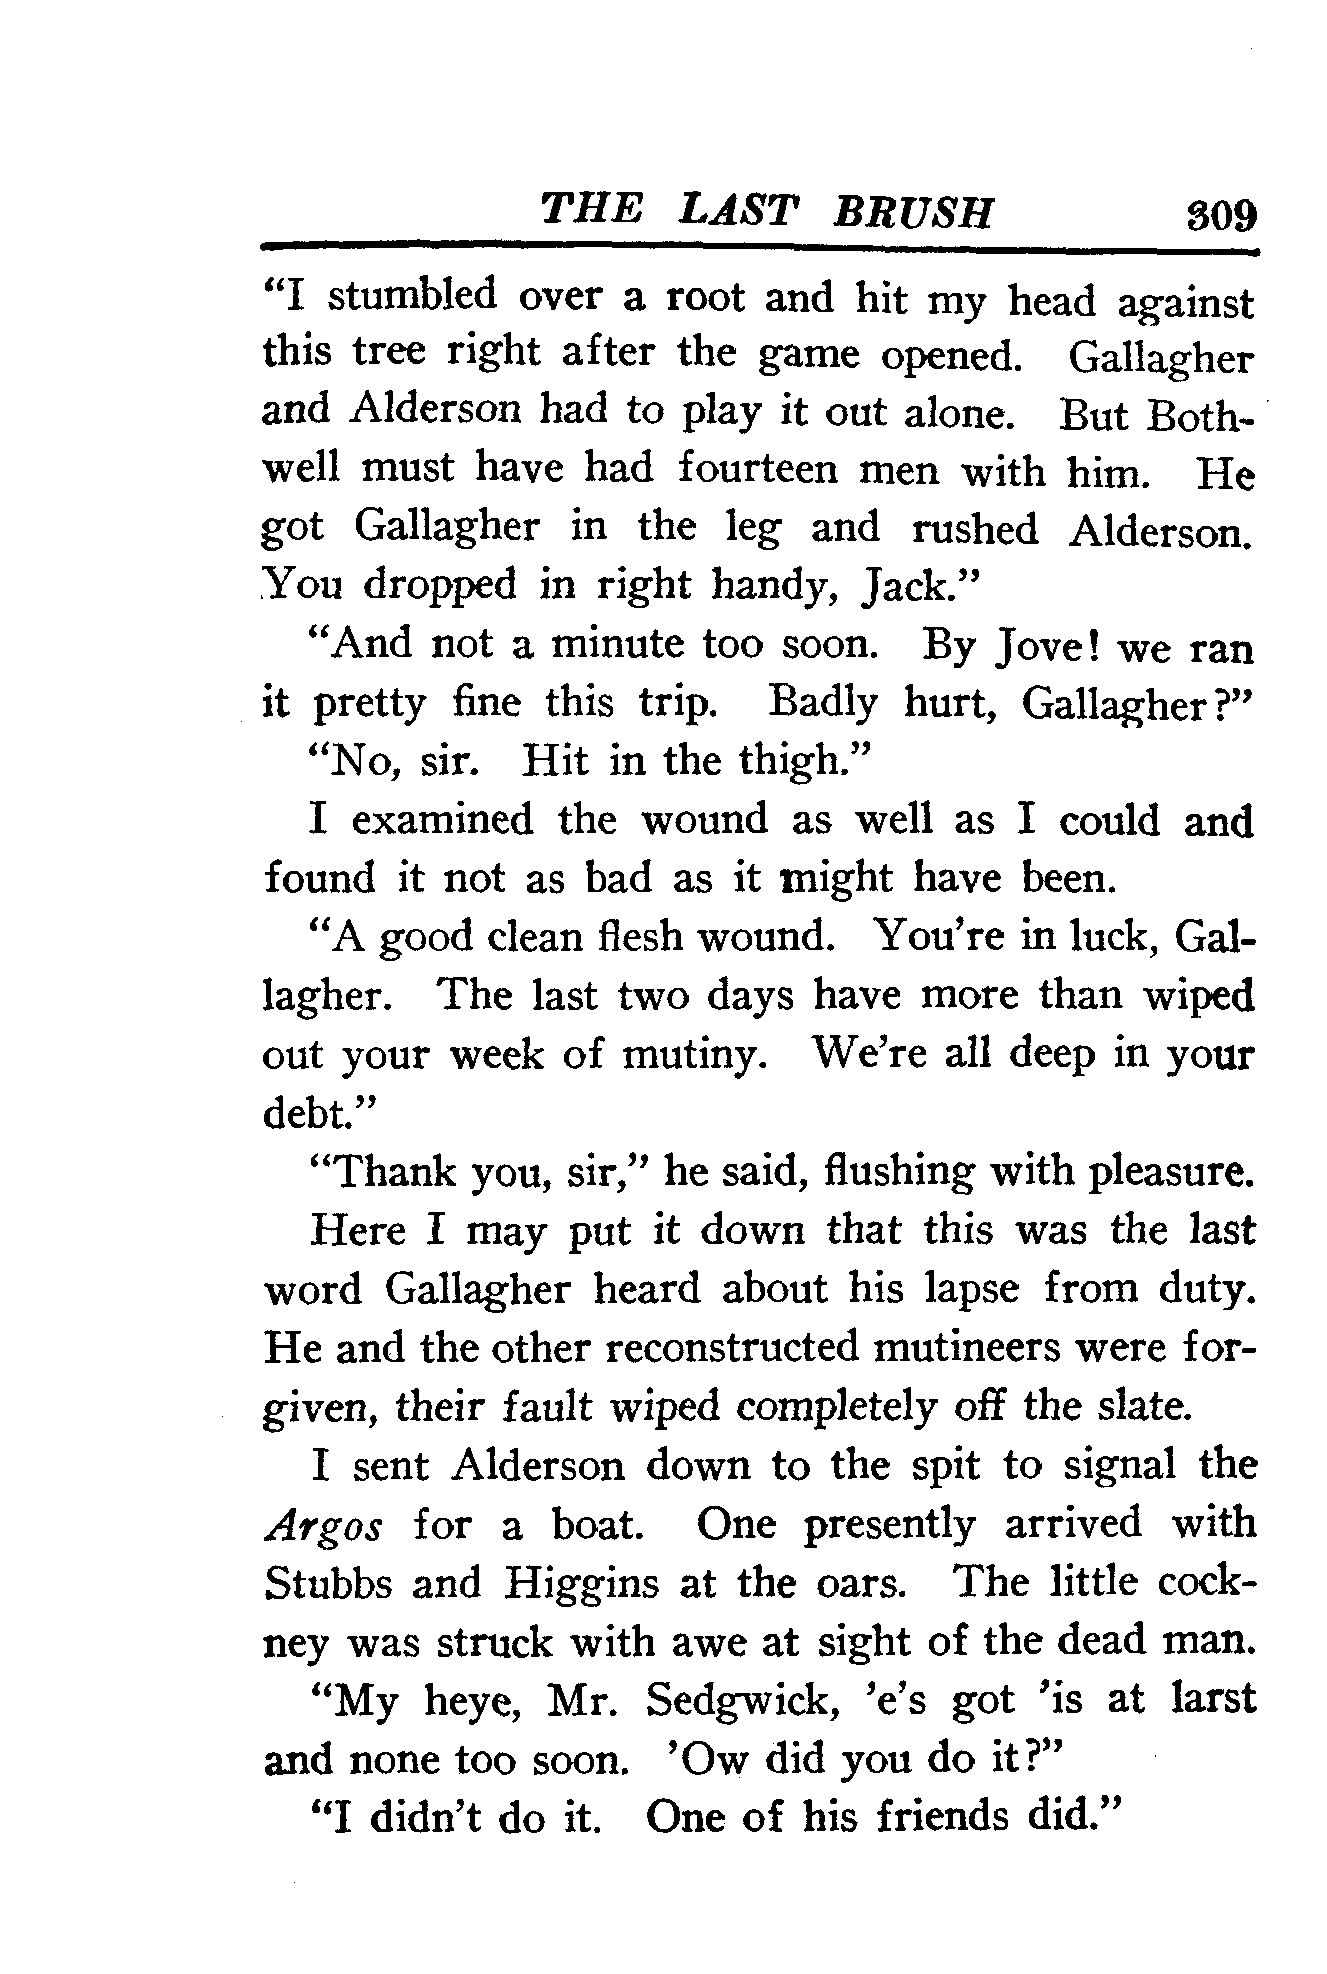 THE LAST BRUSH 309
“I stumbled over a root and hit my head against
this tree right after the game opened. Gallagher
and Alderson had to play it out alone. But Both-
well must have had fourteen men with him. He
got Gallagher in the leg and rushed Alderson.
You dropped in right handy, Jack.”
“And not a minute too soon. By Jove! we ran
it pretty fine this trip. Badly hurt, Gallagher?”
“No, sir. Hit in the thigh.”
I examined the wound as well as I could and
found it not as bad as it might have been.
“A good clean flesh wound. You’re in luck, Gal-
lagher. The last two days have more than wiped
out your week of mutiny. We’re all deep in your
debt.”
“Thank you, sir,” he said, flushing with pleasure.
Here I may put it down that this was the last
word Gallagher heard about his lapse from duty.
He and the other reconstructed mutineers were for-
given, their fault wiped completely off the slate.
I sent Alderson down to the spit to signal the
Argos for a boat. One presently arrived with
Stubbs and Higgins at the oars. The little cock-
ney was struck with awe at sight of the dead man.
“My heye, Mr. Sedgwick, ’e’s got ’is at larst
and none too soon. ’Ow did you do it?”
“I didn’t do it. One of his friends did.”